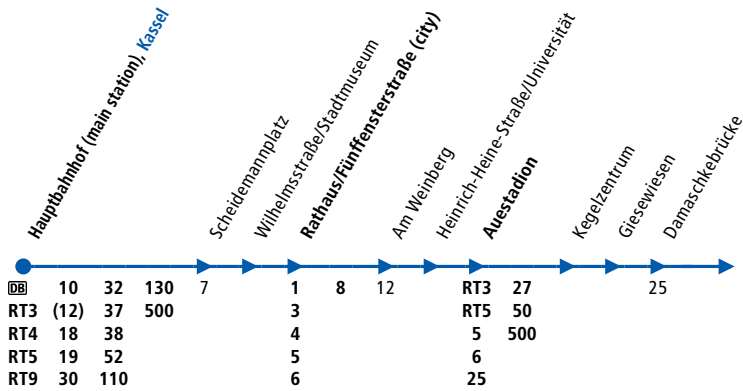 Hauptbahnhof (main station), Kassel
Scheidemannplatz
Wilhelmsstraße/Stadtmuseum
Rathaus/Fünffensterstraße (city)
Am Weinberg
Heinrich-Heine-Straße/Universität
Auestadion
Kegelzentrum
Giesewiesen
Damaschkebrücke
DB 10 32 130 7 1 8 12 RT3 27 25
RT3 (12) 37 500 3 RT5 50
RT4 18 38 4 5 500
RT5 19 52 5 6
RT9 30 110 6 25